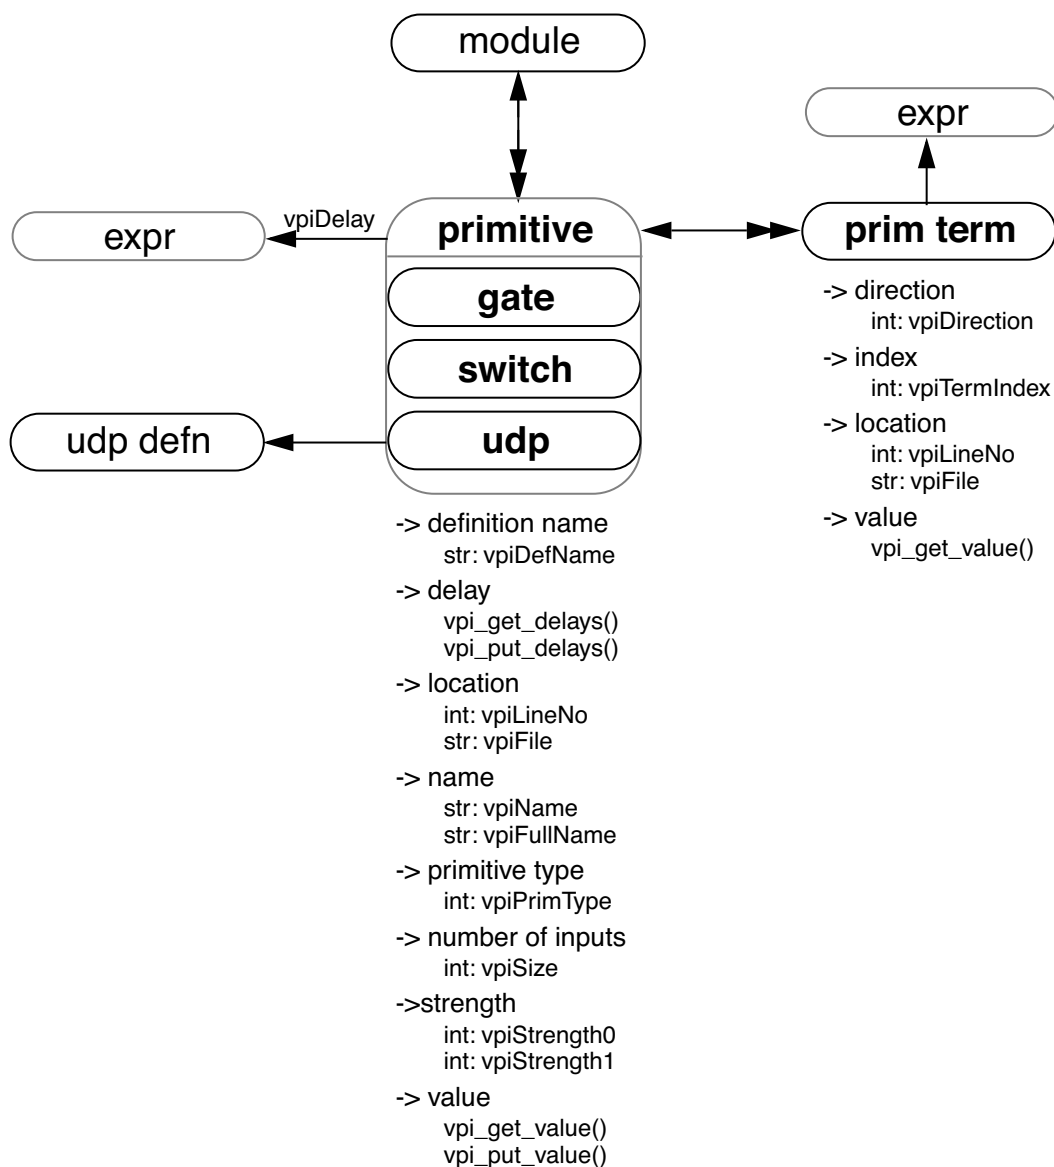 module
expr
vpiDelay
expr
primitive
prim term
gate
switch
udp defn
udp
-> direction
int: vpiDirection
-> index
int: vpiTermIndex
-> location
int: vpiLineNo
str: vpiFile
-> value
vpi_get_value()
-> definition name
str: vpiDefName
-> delay
vpi_get_delays()
vpi_put_delays()
-> location
int: vpiLineNo
str: vpiFile
-> name
str: vpiName
str: vpiFullName
-> primitive type
int: vpiPrimType
-> number of inputs
int: vpiSize
->strength
int: vpiStrength0
int: vpiStrength1
-> value
vpi_get_value()
vpi_put_value()